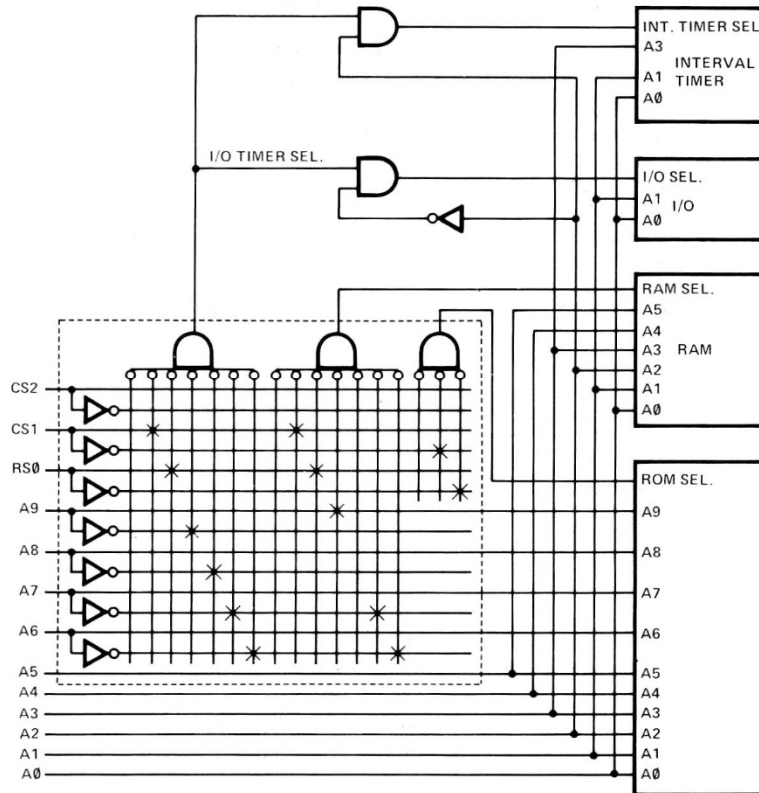 INT. TIMER SEL
A3
INTERVAL
A1
TIMER
AØ
I/O TIMER SEL.
I/O SEL.
A1
I/O
AØ
RAM SEL.
A5
A4
A3 RAM
A2
A1
AØ
CS2
CS1
RSØ
ROM SEL.
A9
A9
A8
A8
A7
A7
A6
A6
A5
A5
A4
A4
A3
A3
A2
A2
A1
A1
AØ
AØ